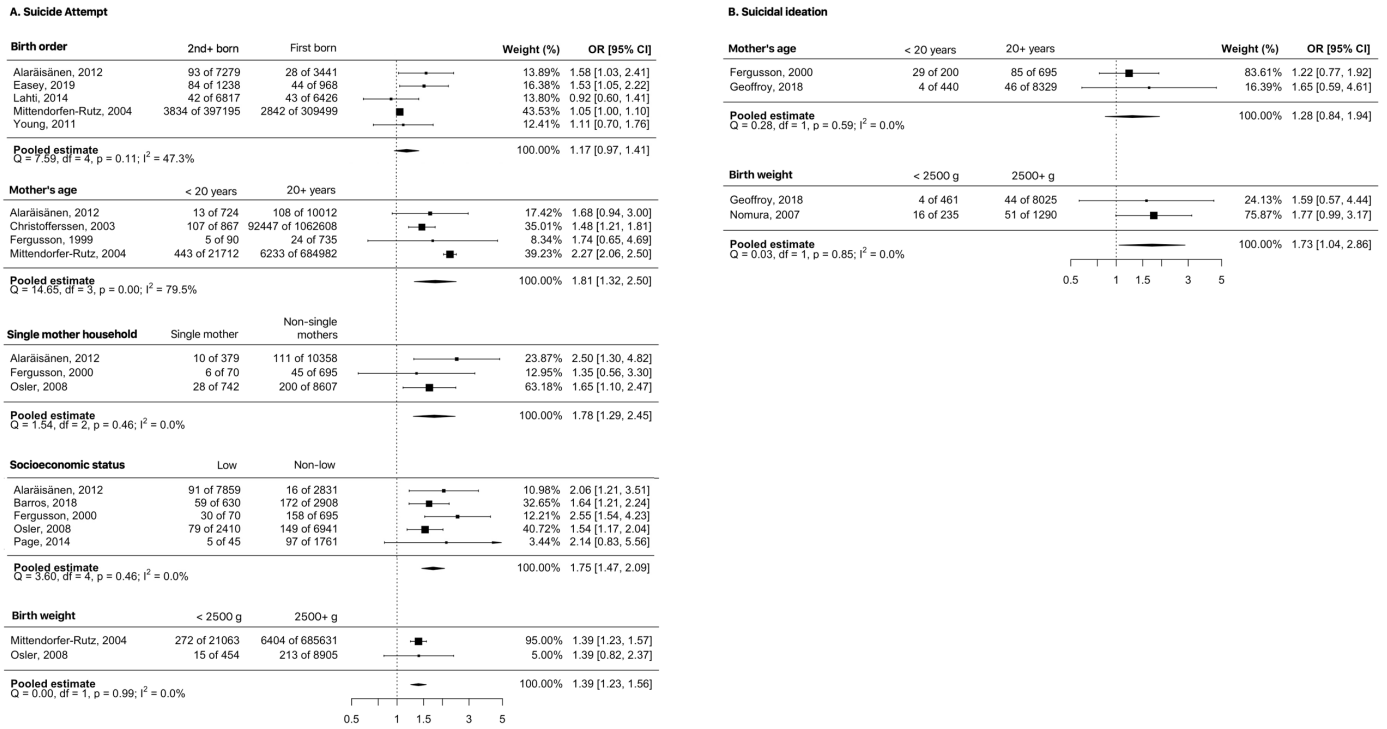 A. Suicide Attempt
Birth order 2nd+ born First born Weight (%) OR [95% CI]
Alaräisänen, 2012 93 of 7279 28 of 3441 13.89% 1.58 [1.03, 2.41]
Easey, 2019 84 of 1238 44 of 968 16.38% 1.53 [1.05, 2.22]
Lahti, 2014 42 of 6817 43 of 6426 13.80% 0.92 [0.60, 1.41]
Mittendorfen-Rutz, 2004 3834 of 397195 2842 of 309499 43.53% 1.05 [1.00, 1.10]
Young, 2011 12.41% 1.11 [0.70, 1.76]
Pooled estimate 100.00% 1.17 [0.97, 1.41]
Q = 7.59, df = 4, p = 0.11; I² = 47.3%
Mother's age < 20 years 20+ years
Alaräisänen, 2012 13 of 724 108 of 10012 17.42% 1.68 [0.94, 3.00]
Christofferssen, 2003 107 of 867 92447 of 1062608 35.01% 1.48 [1.21, 1.81]
Fergusson, 1999 5 of 90 24 of 735 8.34% 1.74 [0.65, 4.69]
Mittendorfer-Rutz, 2004 443 of 21712 6233 of 684982 39.23% 2.27 [2.06, 2.50]
Pooled estimate 100.00% 1.81 [1.32, 2.50]
Q = 14.65, df = 3, p = 0.00; I² = 79.5%
Single mother household Single mother Non-single mothers
Alaräisänen, 2012 10 of 379 111 of 10358 23.87% 2.50 [1.30, 4.82]
Fergusson, 2000 6 of 70 45 of 695 12.95% 1.35 [0.56, 3.30]
Osler, 2008 28 of 742 200 of 8607 63.18% 1.65 [1.10, 2.47]
Pooled estimate 100.00% 1.78 [1.29, 2.45]
Q = 1.54, df = 2, p = 0.46; I² = 0.0%
Socioeconomic status Low Non-low
Alaräisänen, 2012 91 of 7859 16 of 2831 10.98% 2.06 [1.21, 3.51]
Barros, 2018 59 of 630 172 of 2908 32.65% 1.64 [1.21, 2.24]
Fergusson, 2000 30 of 70 158 of 695 12.21% 2.55 [1.54, 4.23]
Osler, 2008 79 of 2410 149 of 6941 40.72% 1.54 [1.17, 2.04]
Page, 2014 5 of 45 97 of 1761 3.44% 2.14 [0.83, 5.56]
Pooled estimate 100.00% 1.75 [1.47, 2.09]
Q = 3.60, df = 4, p = 0.46; I² = 0.0%
Birth weight < 2500 g 2500+ g
Mittendorfer-Rutz, 2004 272 of 21063 6404 of 685631 95.00% 1.39 [1.23, 1.57]
Osler, 2008 15 of 454 213 of 8905 5.00% 1.39 [0.82, 2.37]
Pooled estimate 100.00% 1.39 [1.23, 1.56]
Q = 0.00, df = 1, p = 0.99; I² = 0.0%
0.5 1 1.5 3 5
B. Suicidal ideation
Mother's age < 20 years 20+ years Weight (%) OR [95% CI]
Fergusson, 2000 29 of 200 85 of 695 83.61% 1.22 [0.77, 1.92]
Geoffroy, 2018 4 of 440 46 of 8329 16.39% 1.65 [0.59, 4.61]
Pooled estimate 100.00% 1.28 [0.84, 1.94]
Q = 0.28, df = 1, p = 0.59; I² = 0.0%
Birth weight < 2500 g 2500+ g
Geoffroy, 2018 4 of 461 44 of 8025 24.13% 1.59 [0.57, 4.44]
Nomura, 2007 16 of 235 51 of 1290 75.87% 1.77 [0.99, 3.17]
Pooled estimate 100.00% 1.73 [1.04, 2.86]
Q = 0.03, df = 1, p = 0.85; I² = 0.0%
0.5 1 1.5 3 5